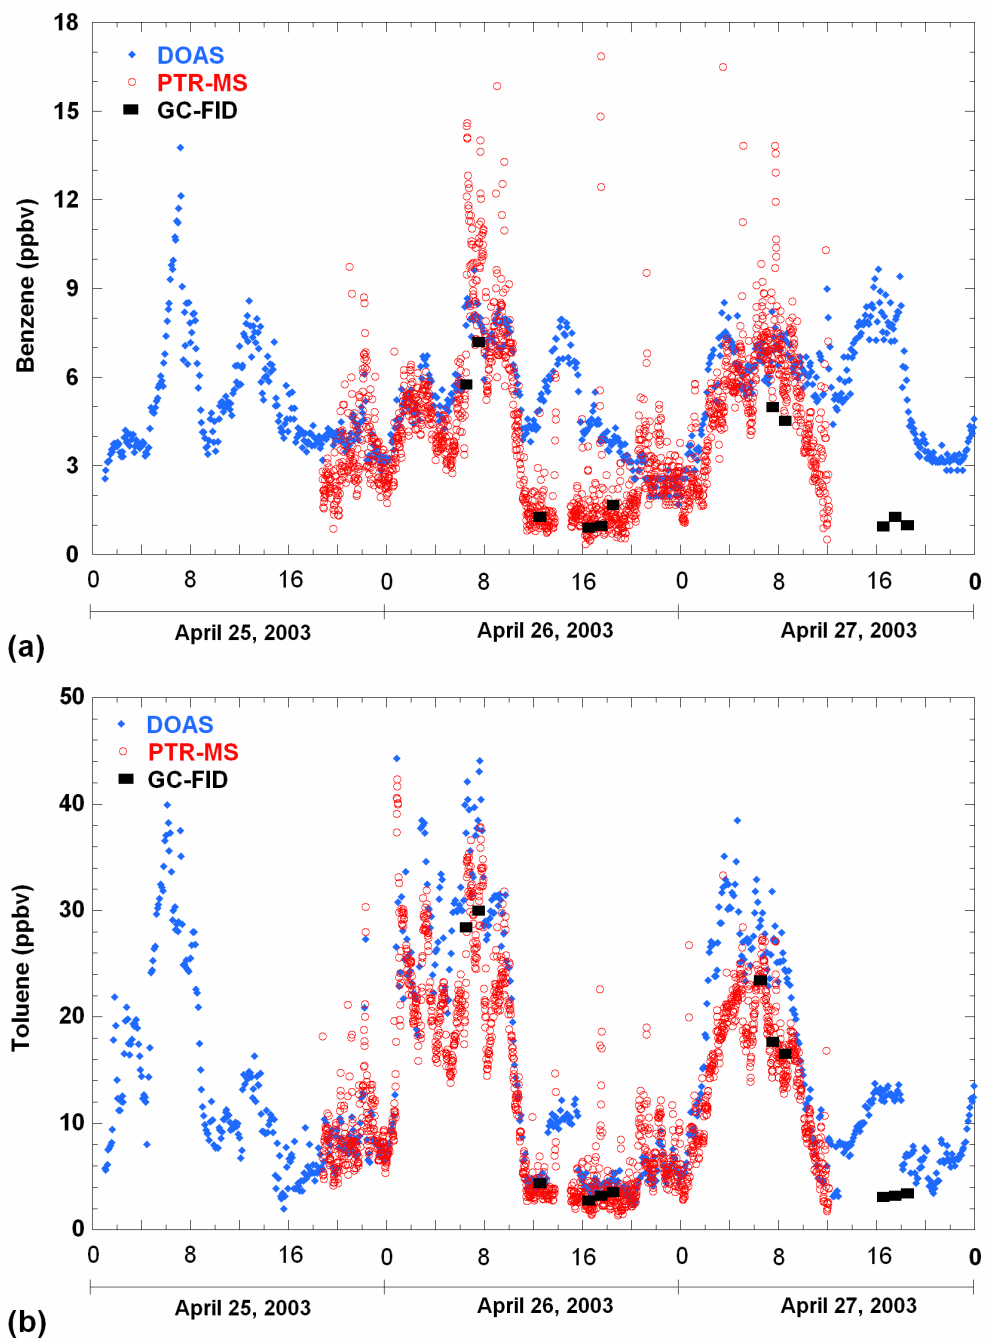 18
15
12
9
6
3
0
Benzene (ppbv)
DOAS
PTR-MS
GC-FID
0 8 16 0 8 16 0 8 16 0
April 25, 2003 April 26, 2003 April 27, 2003
(a)
50
40
30
20
10
0
Toluene (ppbv)
DOAS
PTR-MS
GC-FID
0 8 16 0 8 16 0 8 16 0
April 25, 2003 April 26, 2003 April 27, 2003
(b)